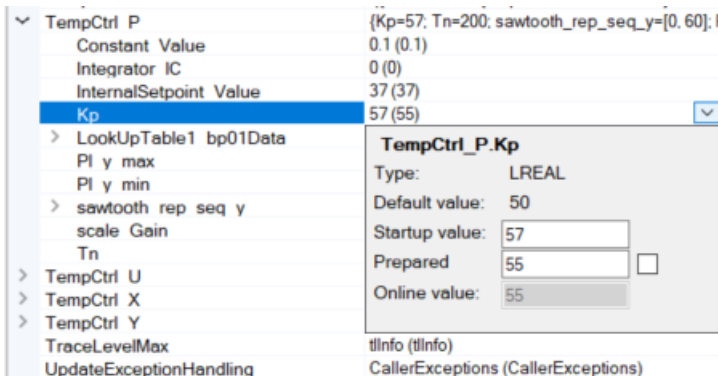 TempCtrl P {Kp=57; Tn=200; sawtooth_rep_seq_y=[0, 60];
Constant Value 0.1 (0.1)
Integrator IC 0 (0)
InternalSetpoint Value 37 (37)
Kp 57 (55)
LookUpTable1 bp01Data
PI y max
PI y min
sawtooth rep seq y
scale Gain
Tn
TempCtrl_P.Kp
Type: LREAL
Default value: 50
Startup value: 57
Prepared 55
Online value: 55
TempCtrl U
TempCtrl X
TempCtrl Y
TraceLevelMax tlInfo (tlInfo)
UpdateExceptionHandling CallerExceptions (CallerExceptions)